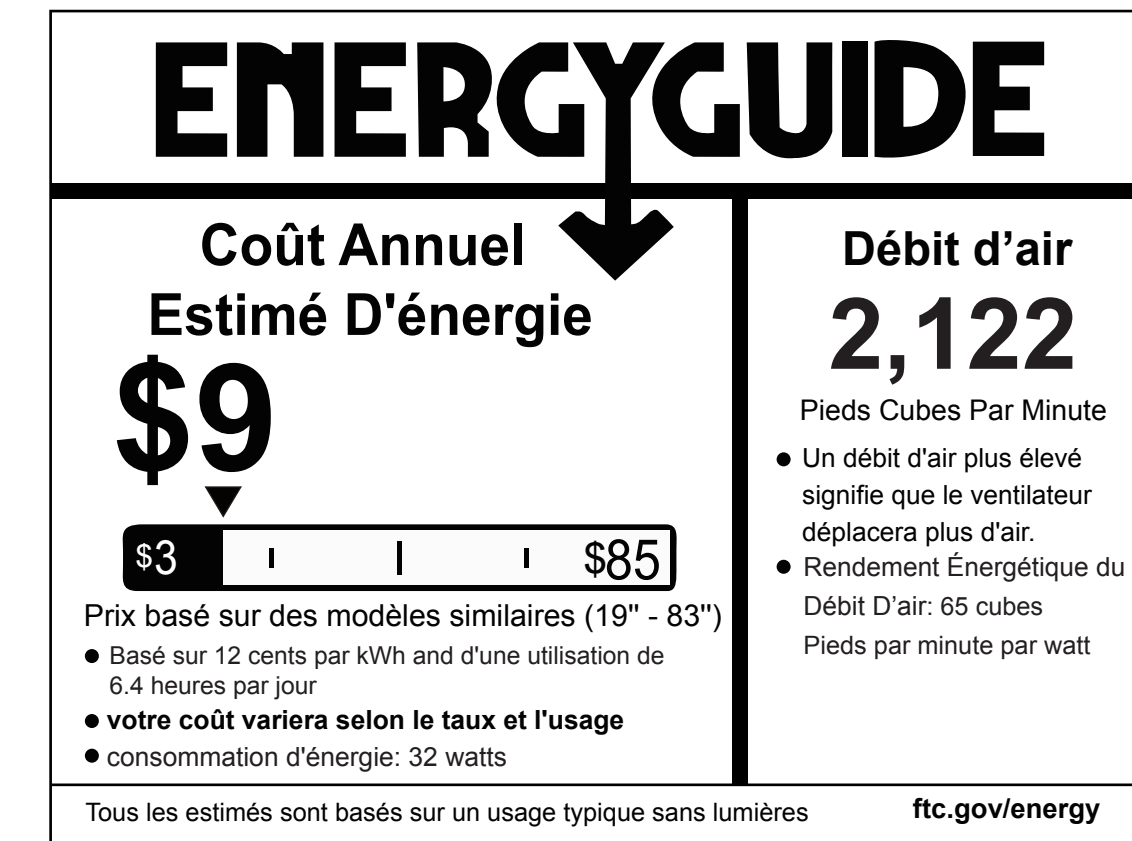 ENERGYGUIDE
Coût Annuel
Estimé D'énergie
$9
$3
$85
Prix basé sur des modèles similaires (19" - 83")
● Basé sur 12 cents par kWh and d'une utilisation de
6.4 heures par jour
● votre coût variera selon le taux et l'usage
● consommation d'énergie: 32 watts
Débit d’air
2,122
Pieds Cubes Par Minute
● Un débit d'air plus élevé
signifie que le ventilateur
déplacera plus d'air.
● Rendement Énergétique du
Débit D’air: 65 cubes
Pieds par minute par watt
Tous les estimés sont basés sur un usage typique sans lumières
ftc.gov/energy